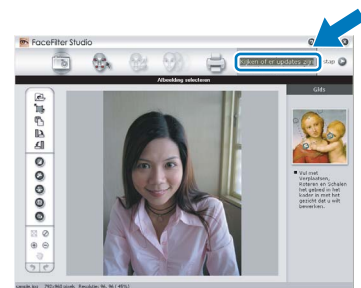 FaceFilter Studio
Kijken of er updates zijn
stap
Afbeelding selecteren
Gids
Vul met
Verplaatsen,
Roteren en Schalen
het gebied in het
kader in met het
gezicht dat u wilt
bewerken.